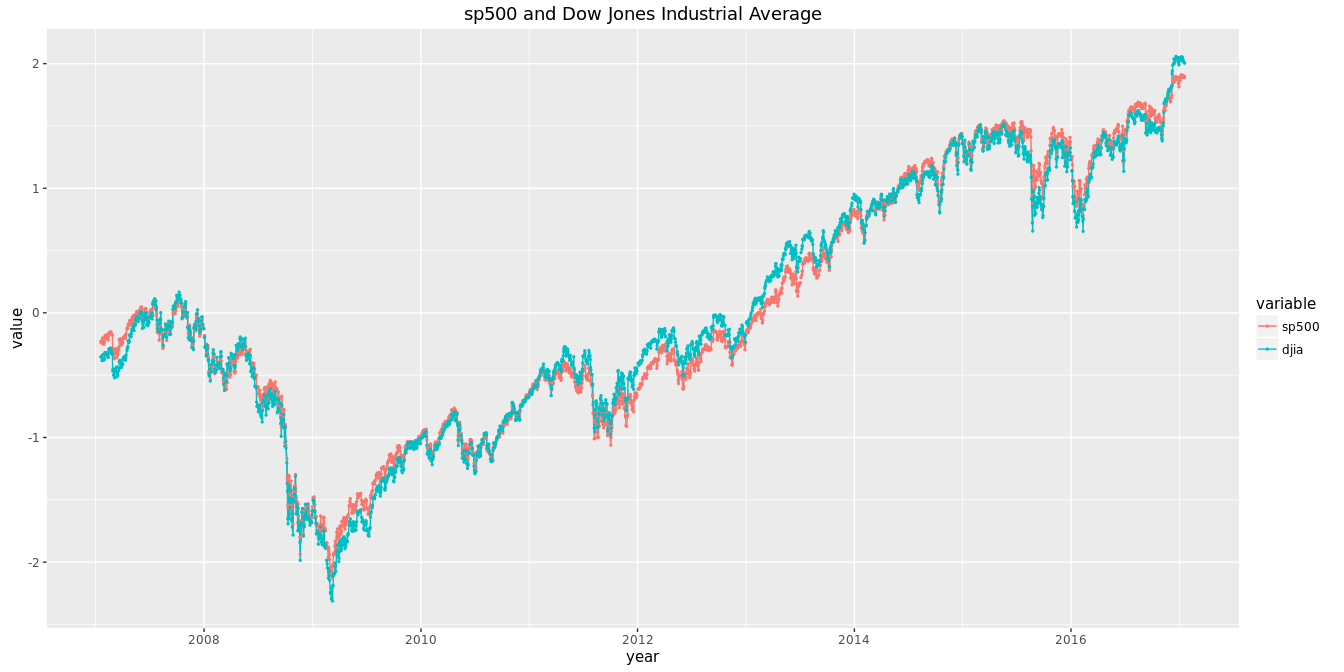 sp500 and Dow Jones Industrial Average
2
1
0
-1
-2
value
2008
2010
2012
2014
2016
year
variable
sp500
djia